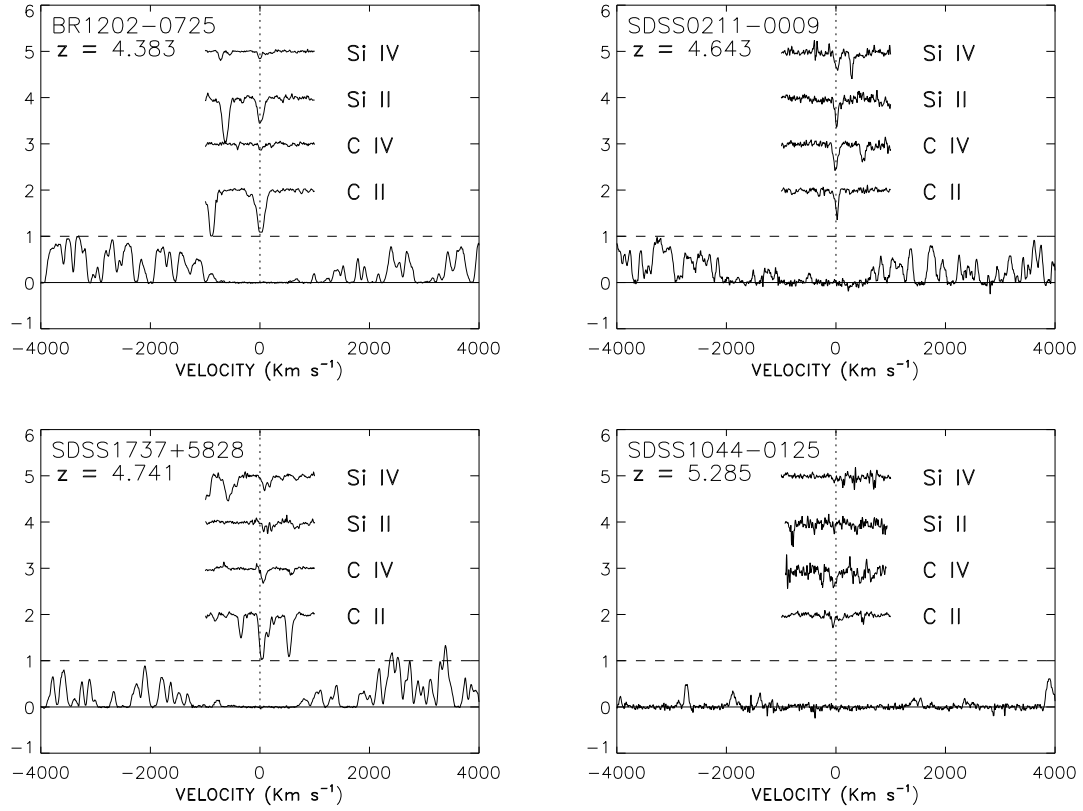 BR1202−0725
z = 4.383
Si IV
Si II
C IV
C II
6
5
4
3
2
1
0
−1
−4000 −2000 0 2000 4000
VELOCITY (Km s⁻¹)
SDSS0211−0009
z = 4.643
Si IV
Si II
C IV
C II
6
5
4
3
2
1
0
−1
−4000 −2000 0 2000 4000
VELOCITY (Km s⁻¹)
SDSS1737+5828
z = 4.741
Si IV
Si II
C IV
C II
6
5
4
3
2
1
0
−1
−4000 −2000 0 2000 4000
VELOCITY (Km s⁻¹)
SDSS1044−0125
z = 5.285
Si IV
Si II
C IV
C II
6
5
4
3
2
1
0
−1
−4000 −2000 0 2000 4000
VELOCITY (Km s⁻¹)